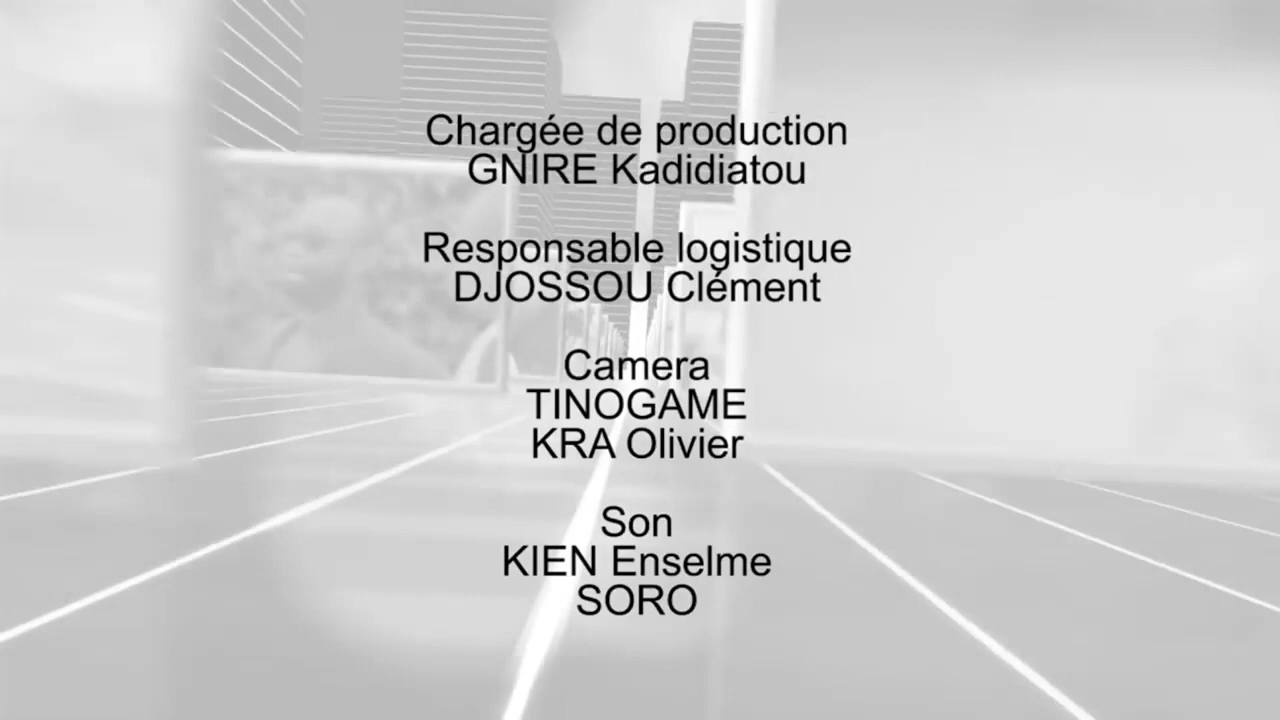 Chargée de production
GNIRE Kadidiatou
Responsable logistique
DJOSSOU Clément
Camera
TINOGAME
KRA Olivier
Son
KIEN Enselme
SORO